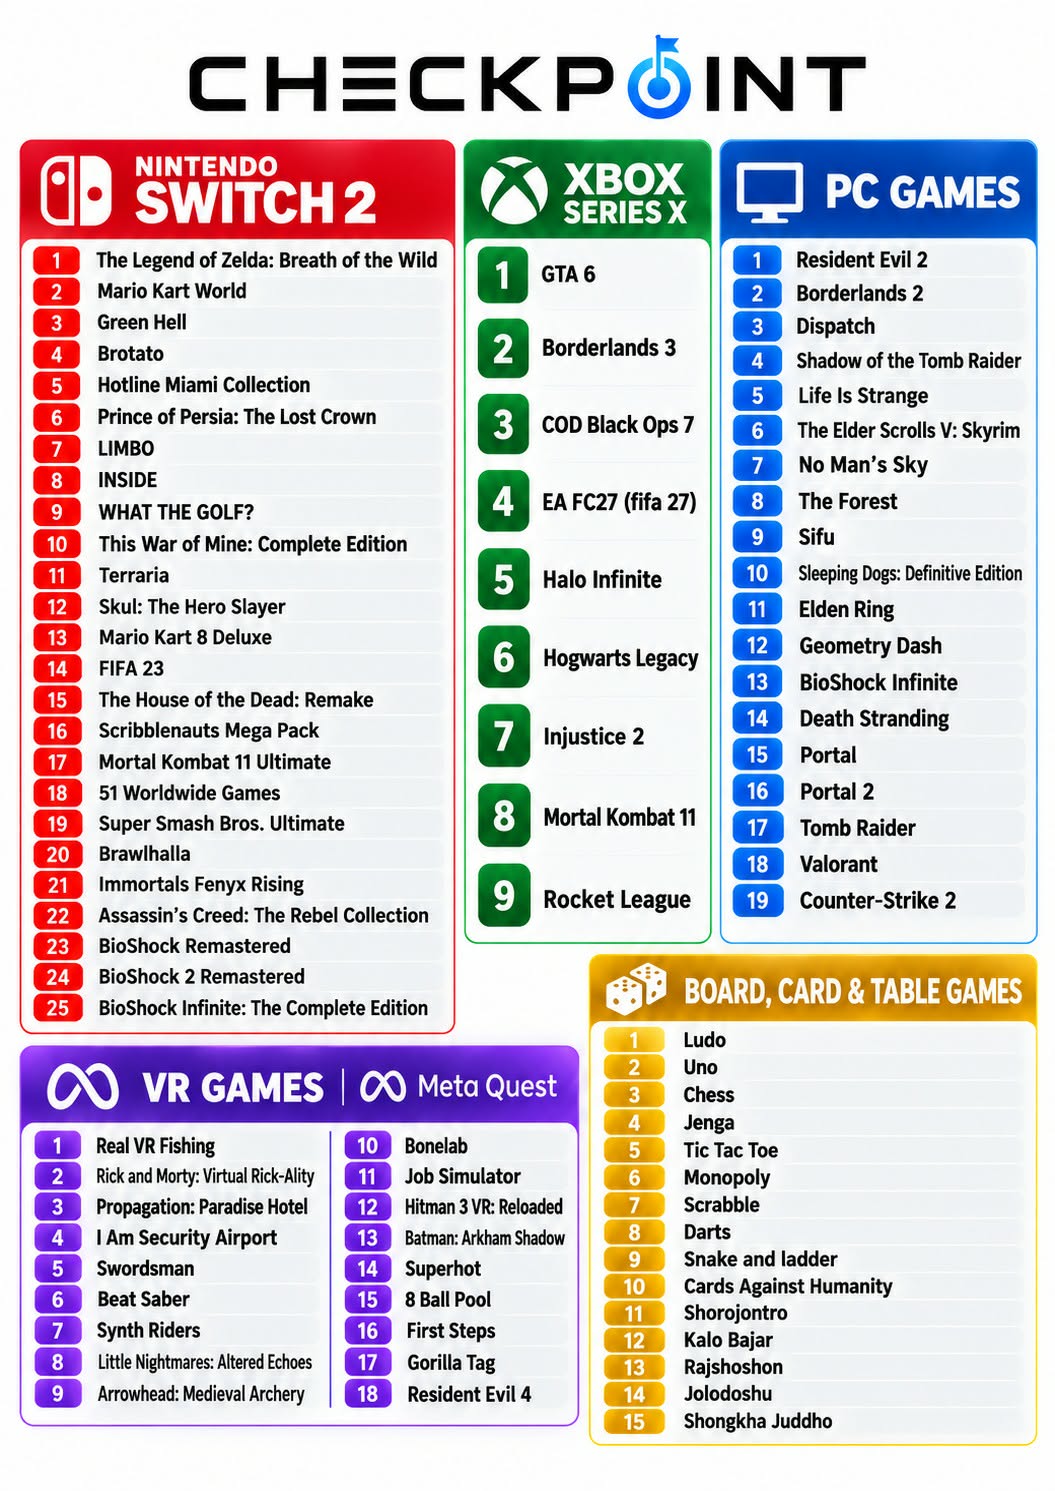 CHECKPOINT
NINTENDO
SWITCH 2
1 The Legend of Zelda: Breath of the Wild
2 Mario Kart World
3 Green Hell
4 Brotato
5 Hotline Miami Collection
6 Prince of Persia: The Lost Crown
7 LIMBO
8 INSIDE
9 WHAT THE GOLF?
10 This War of Mine: Complete Edition
11 Terraria
12 Skul: The Hero Slayer
13 Mario Kart 8 Deluxe
14 FIFA 23
15 The House of the Dead: Remake
16 Scribblenauts Mega Pack
17 Mortal Kombat 11 Ultimate
18 51 Worldwide Games
19 Super Smash Bros. Ultimate
20 Brawlhalla
21 Immortals Fenyx Rising
22 Assassin's Creed: The Rebel Collection
23 BioShock Remastered
24 BioShock 2 Remastered
25 BioShock Infinite: The Complete Edition
XBOX
SERIES X
1 GTA 6
2 Borderlands 3
3 COD Black Ops 7
4 EA FC27 (fifa 27)
5 Halo Infinite
6 Hogwarts Legacy
7 Injustice 2
8 Mortal Kombat 11
9 Rocket League
PC GAMES
1 Resident Evil 2
2 Borderlands 2
3 Dispatch
4 Shadow of the Tomb Raider
5 Life Is Strange
6 The Elder Scrolls V: Skyrim
7 No Man's Sky
8 The Forest
9 Sifu
10 Sleeping Dogs: Definitive Edition
11 Elden Ring
12 Geometry Dash
13 BioShock Infinite
14 Death Stranding
15 Portal
16 Portal 2
17 Tomb Raider
18 Valorant
19 Counter-Strike 2
VR GAMES | Meta Quest
1 Real VR Fishing
2 Rick and Morty: Virtual Rick-Ality
3 Propagation: Paradise Hotel
4 I Am Security Airport
5 Swordsman
6 Beat Saber
7 Synth Riders
8 Little Nightmares: Altered Echoes
9 Arrowhead: Medieval Archery
10 Bonelab
11 Job Simulator
12 Hitman 3 VR: Reloaded
13 Batman: Arkham Shadow
14 Superhot
15 8 Ball Pool
16 First Steps
17 Gorilla Tag
18 Resident Evil 4
BOARD, CARD & TABLE GAMES
1 Ludo
2 Uno
3 Chess
4 Jenga
5 Tic Tac Toe
6 Monopoly
7 Scrabble
8 Darts
9 Snake and ladder
10 Cards Against Humanity
11 Shorojontro
12 Kalo Bajar
13 Rajshoshon
14 Jolodoshu
15 Shongkha Juddho